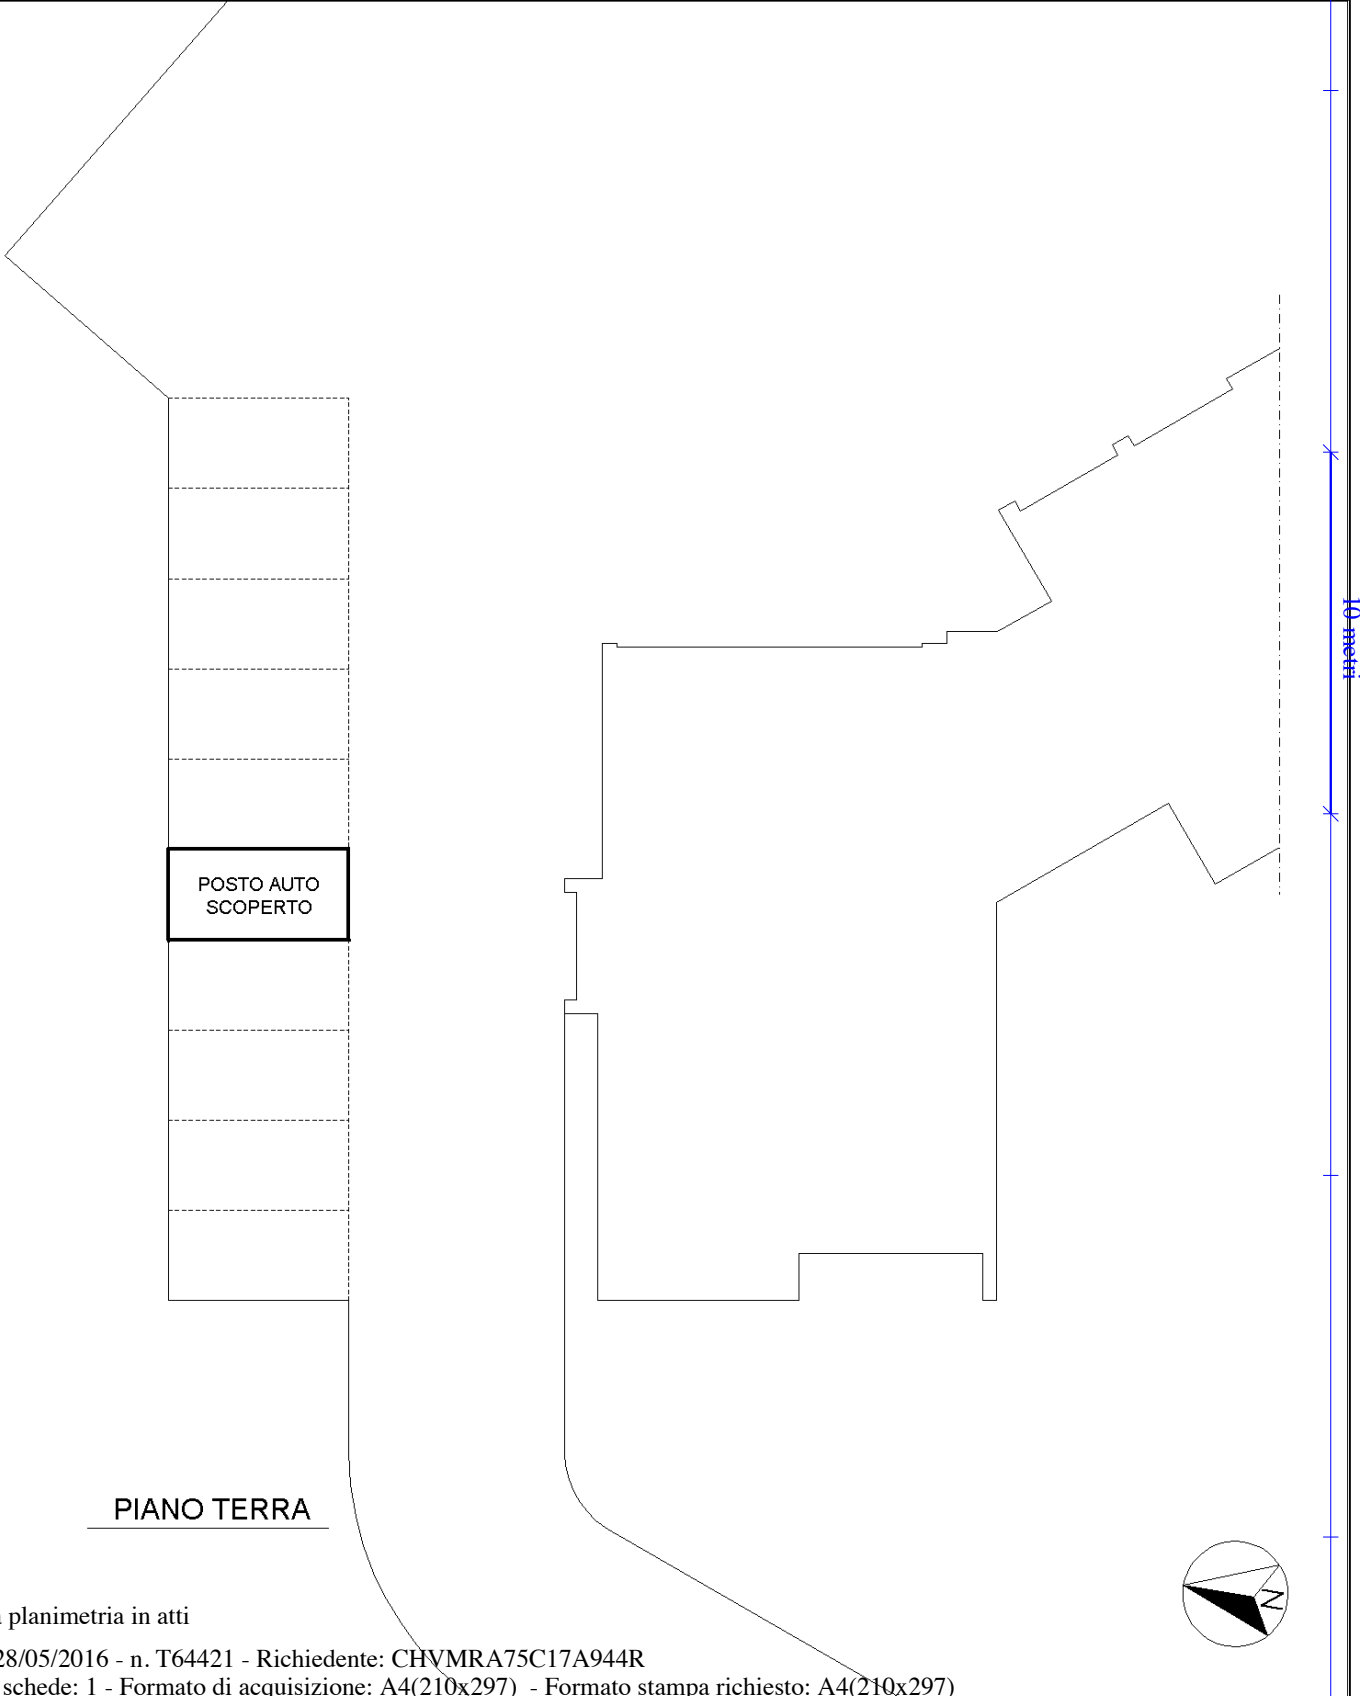 10 metri
POSTO AUTO
SCOPERTO
PIANO TERRA
N
planimetria in atti
28/05/2016 - n. T64421 - Richiedente: CHVMRA75C17A944R
schede: 1 - Formato di acquisizione: A4(210x297) - Formato stampa richiesto: A4(210x297)